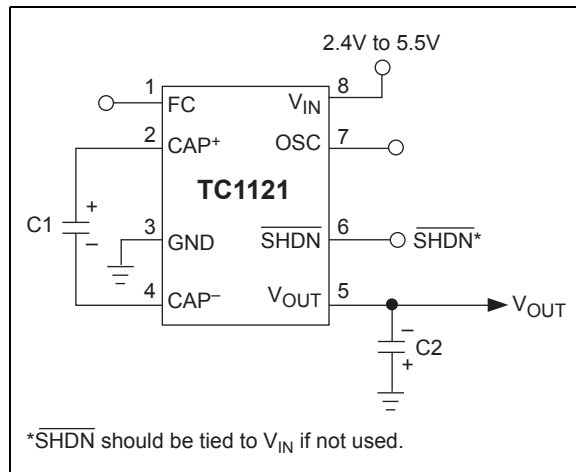 2.4V to 5.5V
1 8
FC VIN
2 7
CAP+ OSC
TC1121
C1 + −
3 6
GND SHDN SHDN*
4 5
CAP− VOUT VOUT
− + C2
*SHDN should be tied to VIN if not used.